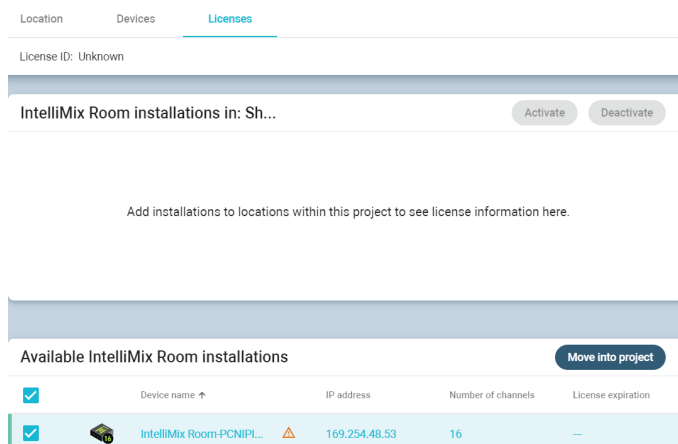 Location Devices Licenses
License ID: Unknown
IntelliMix Room installations in: Sh... Activate Deactivate
Add installations to locations within this project to see license information here.
Available IntelliMix Room installations Move into project
Device name ↑ IP address Number of channels License expiration
16 IntelliMix Room-PCNIPI... 169.254.48.53 16 —